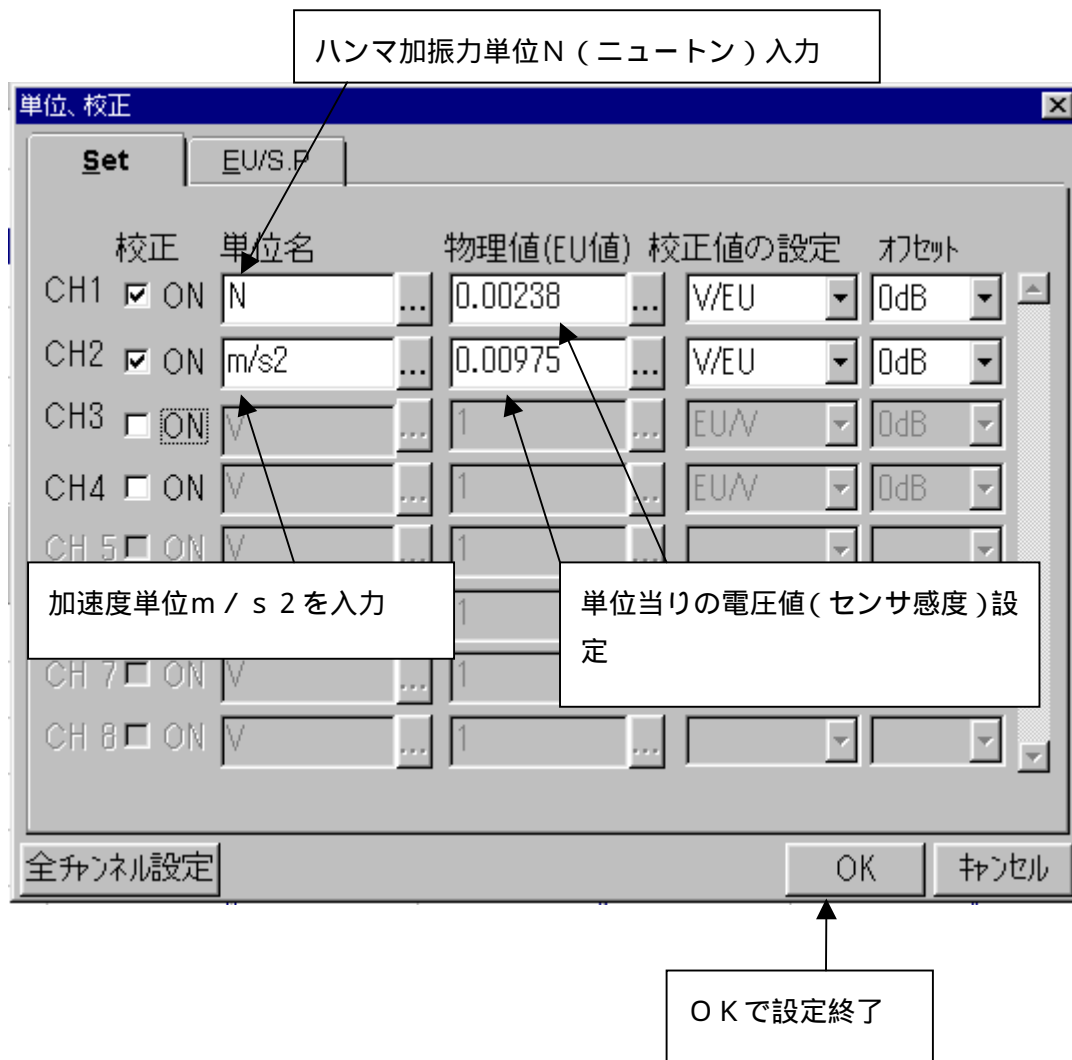 ハンマ加振力単位N（ニュートン）入力
単位、校正
Set EU/S.P
校正 単位名 物理値(EU値) 校正値の設定 オフセット
CH1 ON N ... 0.00238 ... V/EU 0dB
CH2 ON m/s2 ... 0.00975 ... V/EU 0dB
CH3 ON V ... 1 ... EU/V 0dB
CH4 ON V ... 1 ... EU/V 0dB
CH 5 ON V ... 1 ...
加速度単位m／s2を入力
1
単位当りの電圧値(センサ感度)設
定
CH 7 ON V ... 1
CH 8 ON V ... 1 ...
全チャンネル設定 OK キャンセル
OKで設定終了